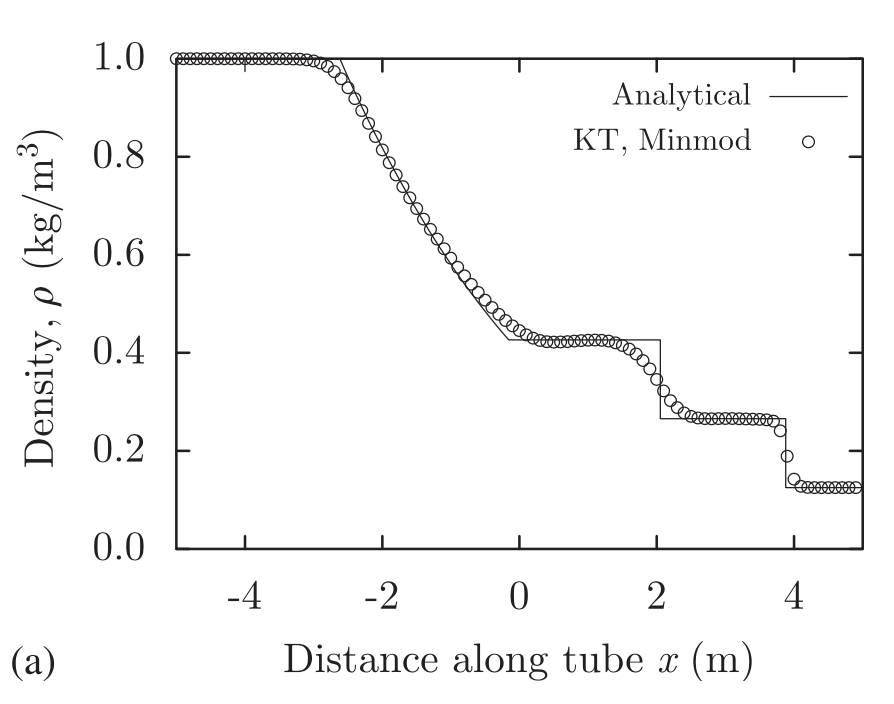 1.0
0.8
0.6
0.4
0.2
0.0
Density, ρ (kg/m³)
Analytical
KT, Minmod
-4 -2 0 2 4
(a) Distance along tube x (m)